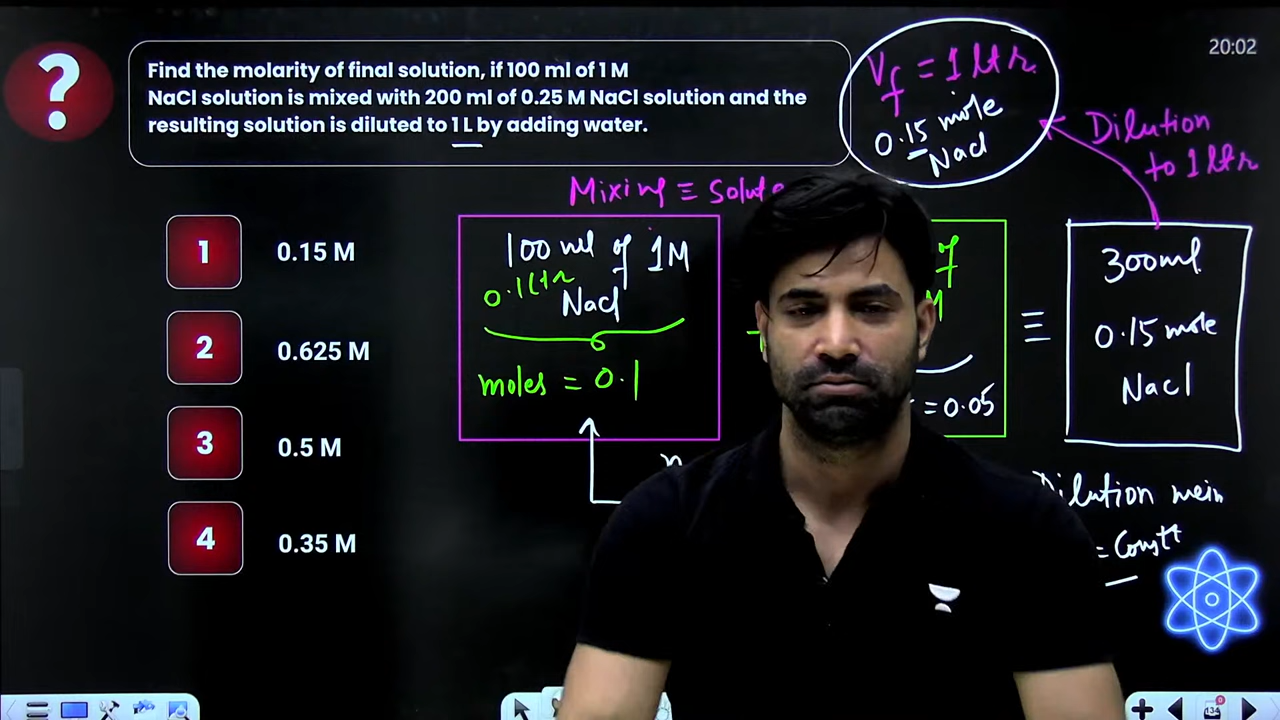 20:02
?
Find the molarity of final solution, if 100 ml of 1 M
NaCl solution is mixed with 200 ml of 0.25 M NaCl solution and the
resulting solution is diluted to 1 L by adding water.
Vf = 1 ltr.
0.15 mole
Nacl
Dilution
to 1 ltr
Mixing ≡ Solute
1 0.15 M
2 0.625 M
3 0.5 M
4 0.35 M
100 ml of 1M
0.1 ltr
Nacl
moles = 0.1
of
M
= 0.05
≡
300ml
0.15 mole
Nacl
Dilution mein
= Constt
134